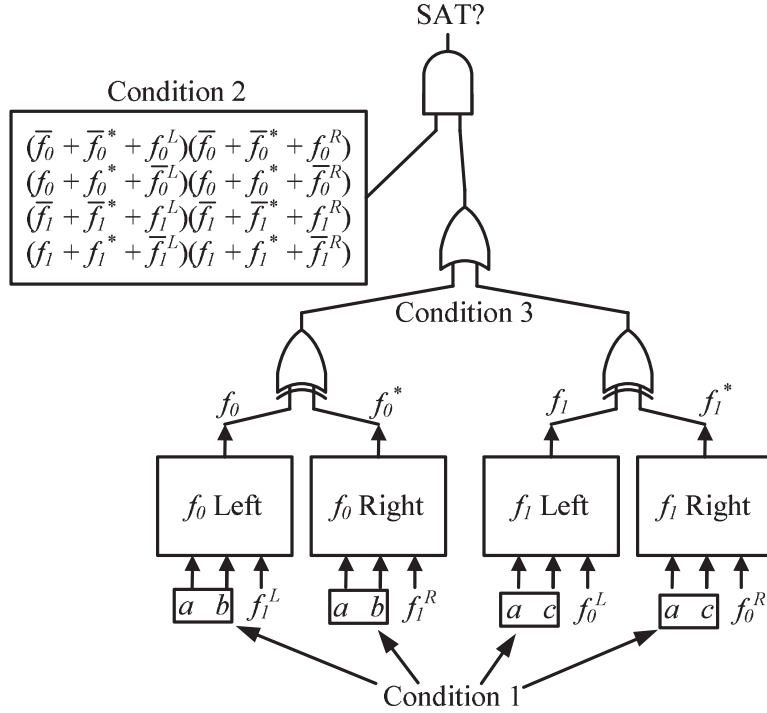 SAT?
Condition 2
(f̅₀ + f̅₀* + f₀ᴸ)(f̅₀ + f̅₀* + f₀ᴿ)
(f₀ + f₀* + f̅₀ᴸ)(f₀ + f₀* + f̅₀ᴿ)
(f̅₁ + f̅₁* + f₁ᴸ)(f̅₁ + f̅₁* + f₁ᴿ)
(f₁ + f₁* + f̅₁ᴸ)(f₁ + f₁* + f̅₁ᴿ)
Condition 3
f₀ f₀* f₁ f₁*
f₀ Left f₀ Right f₁ Left f₁ Right
a b f₁ᴸ a b f₁ᴿ a c f₀ᴸ a c f₀ᴿ
Condition 1